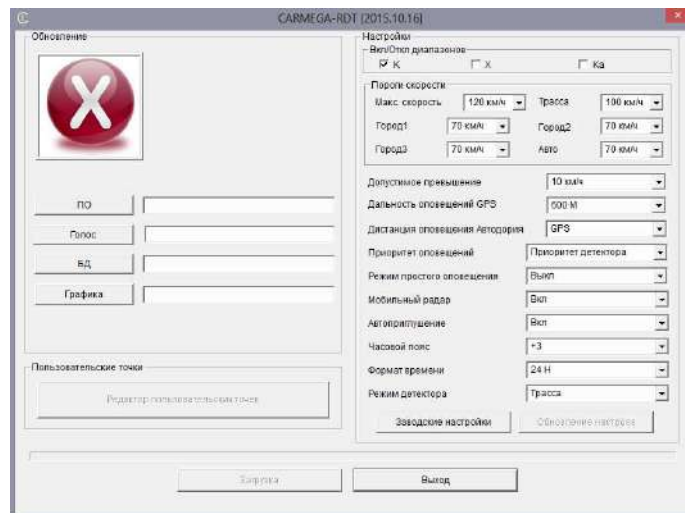 CARMEGA-RDT [2015.10.16]
Обновление
ПО
Голос
БД
Графика
Пользовательские точки
Редактор пользовательских точек
Настройки
Вкл/Откл диапазонов
K X Ka
Пороги скорости
Макс. скорость 120 км/ч Трасса 100 км/ч
Город1 70 км/ч Город2 70 км/ч
Город3 70 км/ч Авто 70 км/ч
Допустимое превышение 10 км/ч
Дальность оповещений GPS 600 М
Дистанция оповещения Автодория GPS
Приоритет оповещений Приоритет детектора
Режим простого оповещения Выкл
Мобильный радар Вкл
Автоприглушение Вкл
Часовой пояс +3
Формат времени 24 H
Режим детектора Трасса
Заводские настройки Обновление настроек
Загрузка Выход